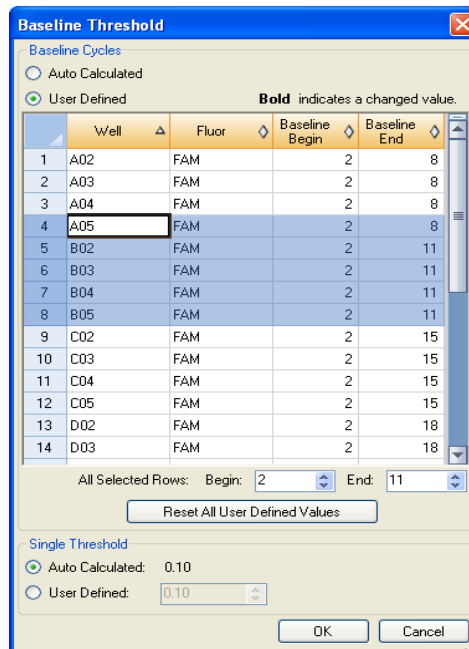 Baseline Threshold
Baseline Cycles
Auto Calculated
User Defined Bold indicates a changed value.
Well Fluor Baseline Begin Baseline End
1 A02 FAM 2 8
2 A03 FAM 2 8
3 A04 FAM 2 8
4 A05 FAM 2 8
5 B02 FAM 2 11
6 B03 FAM 2 11
7 B04 FAM 2 11
8 B05 FAM 2 11
9 C02 FAM 2 15
10 C03 FAM 2 15
11 C04 FAM 2 15
12 C05 FAM 2 15
13 D02 FAM 2 18
14 D03 FAM 2 18
All Selected Rows: Begin: 2 End: 11
Reset All User Defined Values
Single Threshold
Auto Calculated: 0.10
User Defined: 0.10
OK Cancel